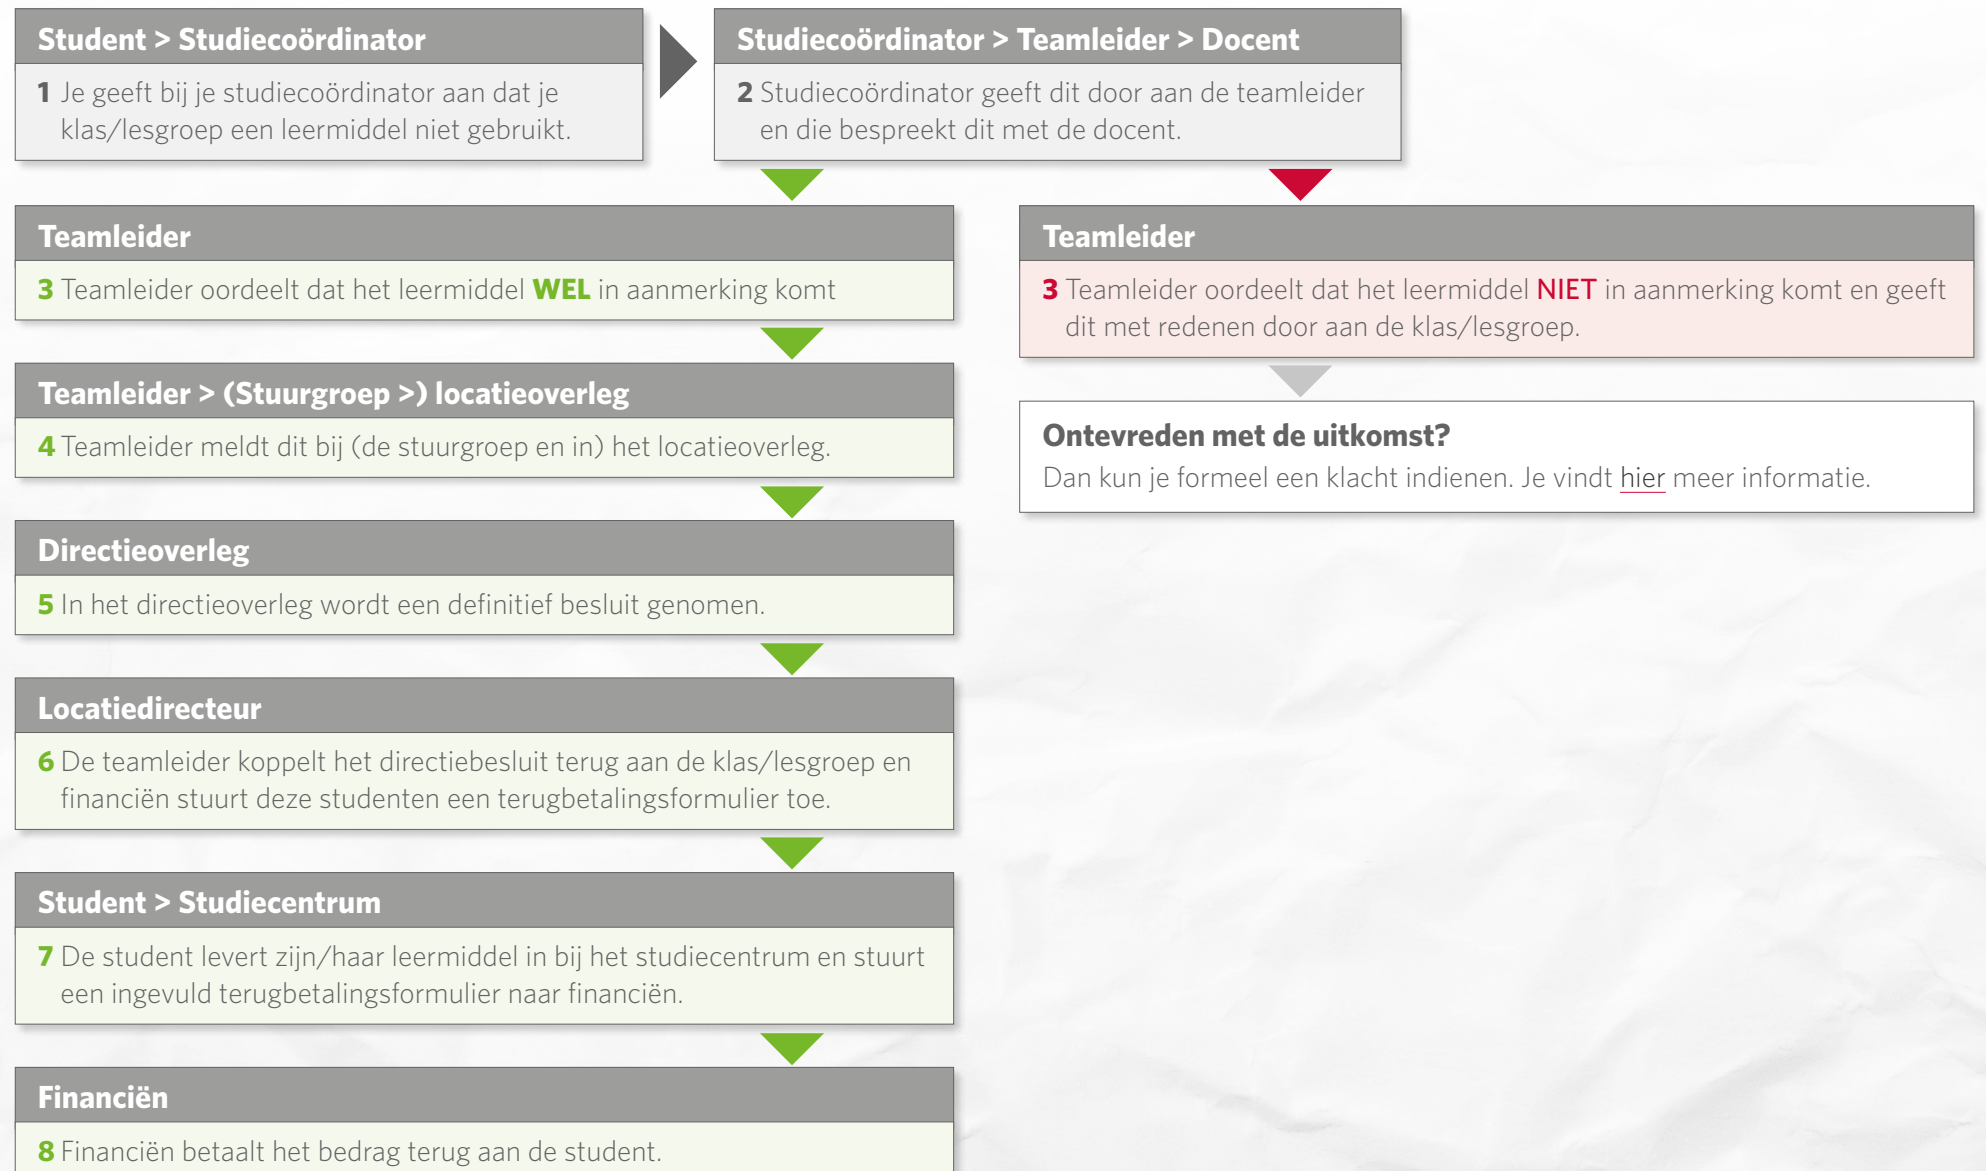 Student > Studiecoördinator
1 Je geeft bij je studiecoördinator aan dat je
klas/lesgroep een leermiddel niet gebruikt.
Studiecoördinator > Teamleider > Docent
2 Studiecoördinator geeft dit door aan de teamleider
en die bespreekt dit met de docent.
Teamleider
3 Teamleider oordeelt dat het leermiddel WEL in aanmerking komt
Teamleider > (Stuurgroep >) locatieoverleg
4 Teamleider meldt dit bij (de stuurgroep en in) het locatieoverleg.
Directieoverleg
5 In het directieoverleg wordt een definitief besluit genomen.
Locatiedirecteur
6 De teamleider koppelt het directiebesluit terug aan de klas/lesgroep en
financiën stuurt deze studenten een terugbetalingsformulier toe.
Student > Studiecentrum
7 De student levert zijn/haar leermiddel in bij het studiecentrum en stuurt
een ingevuld terugbetalingsformulier naar financiën.
Financiën
8 Financiën betaalt het bedrag terug aan de student.
Teamleider
3 Teamleider oordeelt dat het leermiddel NIET in aanmerking komt en geeft
dit met redenen door aan de klas/lesgroep.
Ontevreden met de uitkomst?
Dan kun je formeel een klacht indienen. Je vindt hier meer informatie.